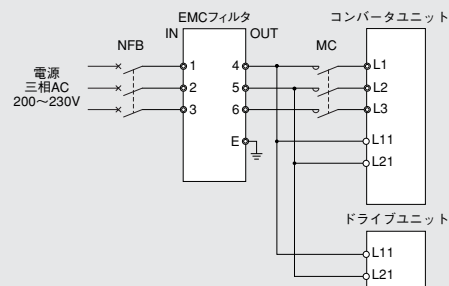 EMCフィルタ
コンバータユニット
NFB
IN
OUT
MC
電源
三相AC
200～230V
1
2
3
4
5
6
E
L1
L2
L3
L11
L21
ドライブユニット
L11
L21